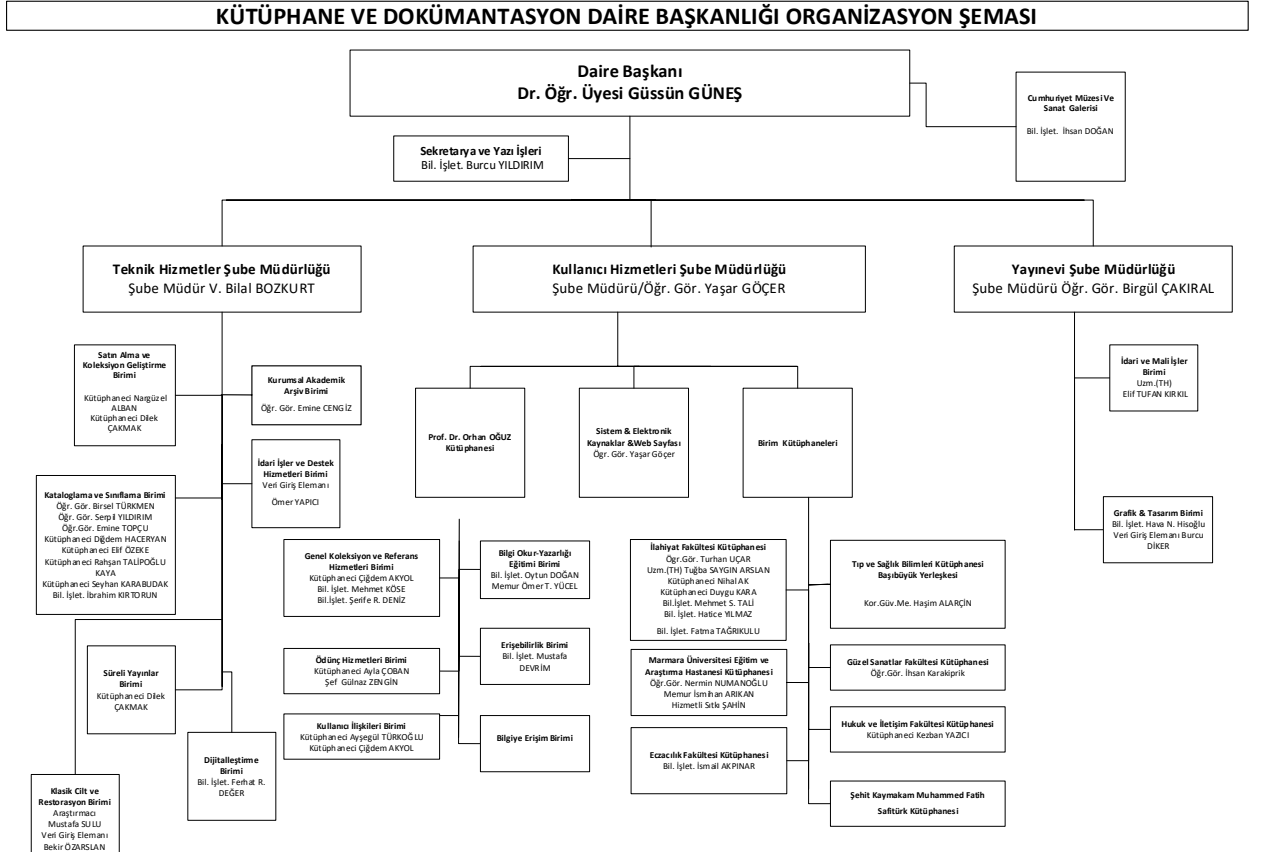 KÜTÜPHANE VE DOKÜMANTASYON DAİRE BAŞKANLIĞI ORGANİZASYON ŞEMASI
Daire Başkanı
Dr. Öğr. Üyesi Güssün GÜNEŞ
Cumhuriyet Müzesi Ve
Sanat Galerisi
Bil. İşlet. İhsan DOĞAN
Sekretarya ve Yazı İşleri
Bil. İşlet. Burcu YILDIRIM
Teknik Hizmetler Şube Müdürlüğü
Şube Müdür V. Bilal BOZKURT
Kullanıcı Hizmetleri Şube Müdürlüğü
Şube Müdürü/Öğr. Gör. Yaşar GÖÇER
Yayınevi Şube Müdürlüğü
Şube Müdürü Öğr. Gör. Birgül ÇAKIRAL
Satın Alma ve
Koleksiyon Geliştirme
Birimi
Kütüphaneci Nargüzel
ALBAN
Kütüphaneci Dilek
ÇAKMAK
Kurumsal Akademik
Arşiv Birimi
Öğr. Gör. Emine CENGİZ
İdari İşler ve Destek
Hizmetleri Birimi
Veri Giriş Elemanı
Ömer YAPICI
Kataloglama ve Sınıflama Birimi
Öğr. Gör. Birsel TÜRKMEN
Öğr. Gör. Serpil YILDIRIM
Öğr.Gör. Emine TOPÇU
Kütüphaneci Diğdem HACERYAN
Kütüphaneci Elif ÖZEKE
Kütüphaneci Rahşan TALİPOĞLU
KAYA
Kütüphaneci Seyhan KARABUDAK
Bil. İşlet. İbrahim KIRTORUN
Süreli Yayınlar
Birimi
Kütüphaneci Dilek
ÇAKMAK
Dijitalleştirme
Birimi
Bil. İşlet. Ferhat R.
DEĞER
Klasik Cilt ve
Restorasyon Birimi
Araştırmacı
Mustafa SULU
Veri Giriş Elemanı
Bekir ÖZARSLAN
Prof. Dr. Orhan OĞUZ
Kütüphanesi
Sistem & Elektronik
Kaynaklar &Web Sayfası
Ögr. Gör. Yaşar Göçer
Birim Kütüphaneleri
Genel Koleksiyon ve Referans
Hizmetleri Birimi
Kütüphaneci Çiğdem AKYOL
Bil. İşlet. Mehmet KÖSE
Bil.İşlet. Şerife R. DENİZ
Bilgi Okur-Yazarlığı
Eğitimi Birimi
Bil. İşlet. Oytun DOĞAN
Memur Ömer T. YÜCEL
Ödünç Hizmetleri Birimi
Kütüphaneci Ayla ÇOBAN
Şef Gülnaz ZENGİN
Erişebilirlik Birimi
Bil. İşlet. Mustafa
DEVRİM
Kullanıcı İlişkileri Birimi
Kütüphaneci Ayşegül TÜRKOĞLU
Kütüphaneci Çiğdem AKYOL
Bilgiye Erişim Birimi
İlahiyat Fakültesi Kütüphanesi
Ögr.Gör. Turhan UÇAR
Uzm.(TH) Tuğba SAYGIN ARSLAN
Kütüphaneci Nihal AK
Kütüphaneci Duygu KARA
Bil.İşlet. Mehmet S. TALİ
Bil. İşlet. Hatice YILMAZ
Bil. İşlet. Fatma TAĞRIKULU
Tıp ve Sağlık Bilimleri Kütüphanesi
Başıbüyük Yerleşkesi
Kor.Güv.Me. Haşim ALARÇİN
Marmara Üniversitesi Eğitim ve
Araştırma Hastanesi Kütüphanesi
Öğr.Gör. Nermin NUMANOĞLU
Memur İsmihan ARIKAN
Hizmetli Sıtkı ŞAHİN
Güzel Sanatlar Fakültesi Kütüphanesi
Öğr.Gör. İhsan Karakiprik
Hukuk ve İletişim Fakültesi Kütüphanesi
Kütüphaneci Kezban YAZICI
Eczacılık Fakültesi Kütüphanesi
Bil. İşlet. İsmail AKPINAR
Şehit Kaymakam Muhammed Fatih
Safitürk Kütüphanesi
İdari ve Mali İşler
Birimi
Uzm.(TH)
Elif TUFAN KIRKIL
Grafik & Tasarım Birimi
Bil. İşlet. Hava N. Hisoğlu
Veri Giriş Elemanı Burcu
DİKER